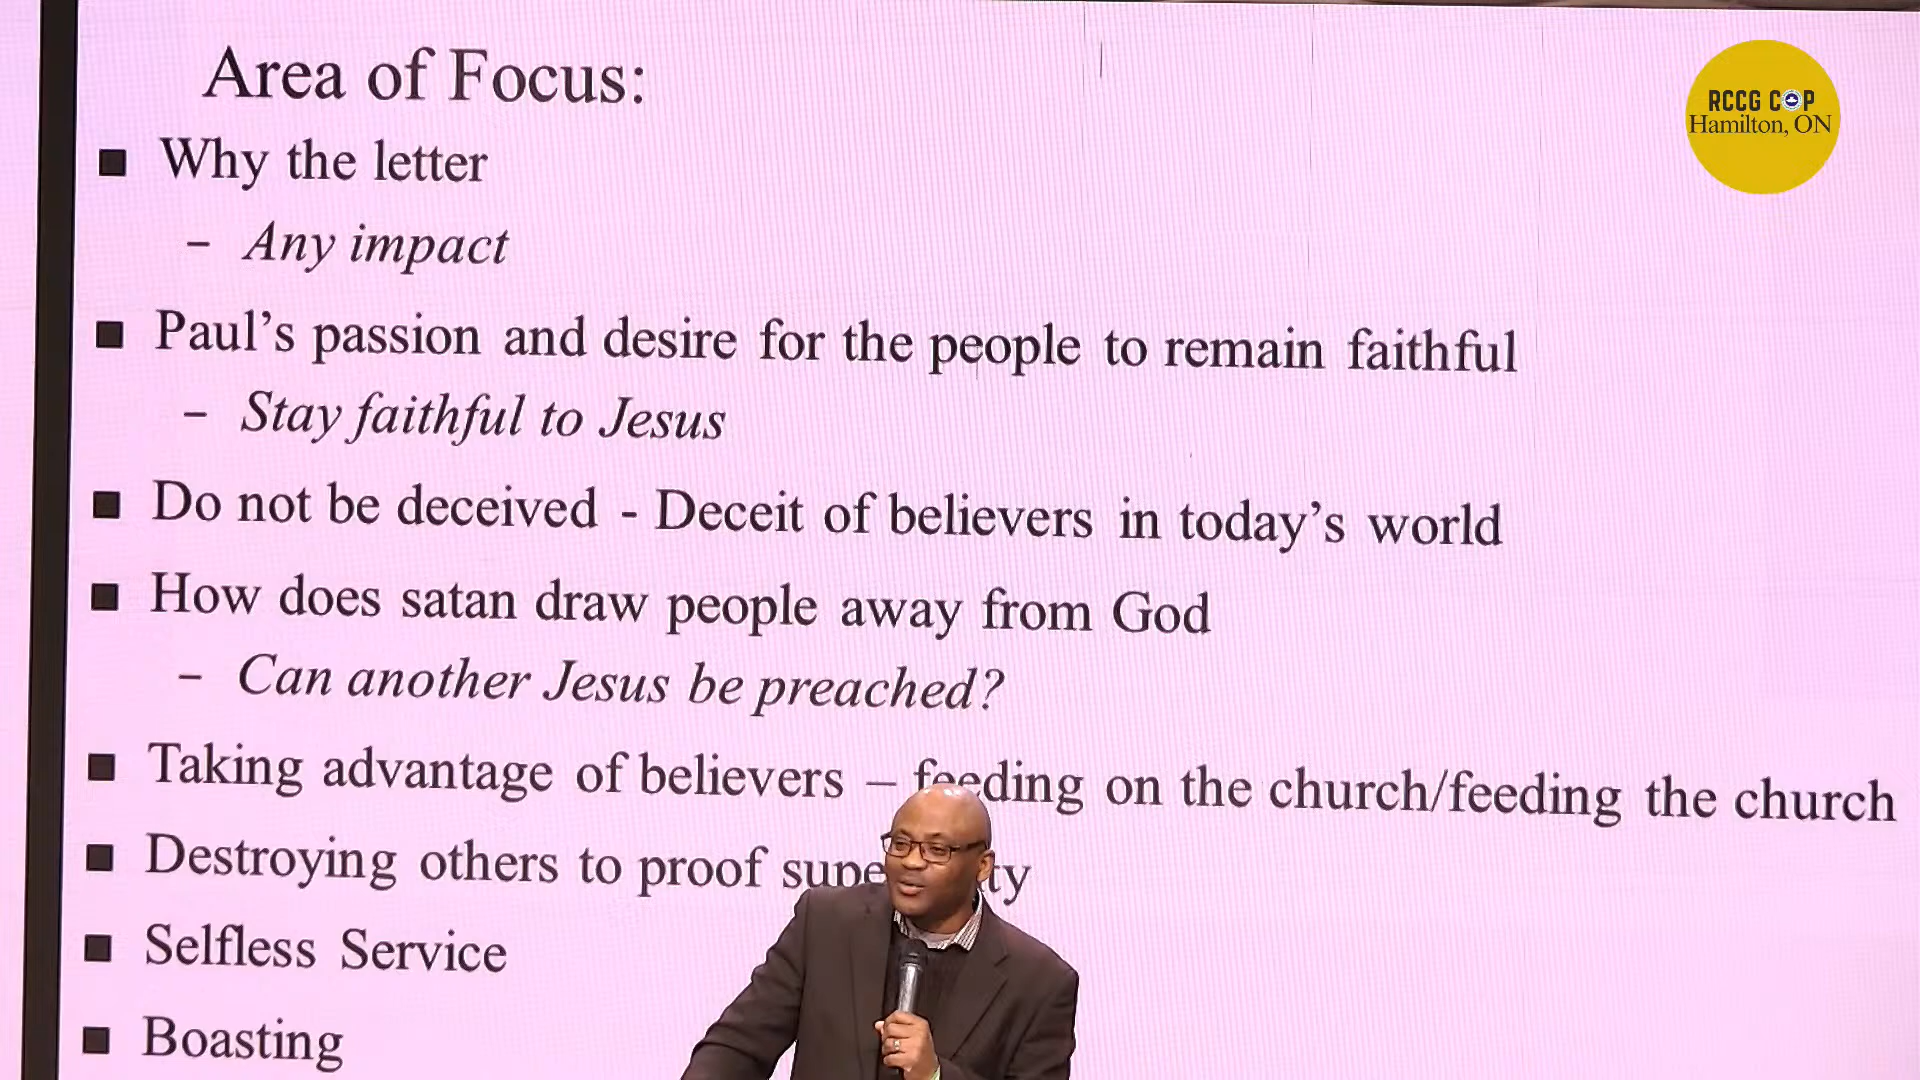 Area of Focus:
RCCG COP
Hamilton, ON
■ Why the letter
– Any impact
■ Paul's passion and desire for the people to remain faithful
– Stay faithful to Jesus
■ Do not be deceived - Deceit of believers in today's world
■ How does satan draw people away from God
– Can another Jesus be preached?
■ Taking advantage of believers – feeding on the church/feeding the church
■ Destroying others to proof
■ Selfless Service
■ Boasting